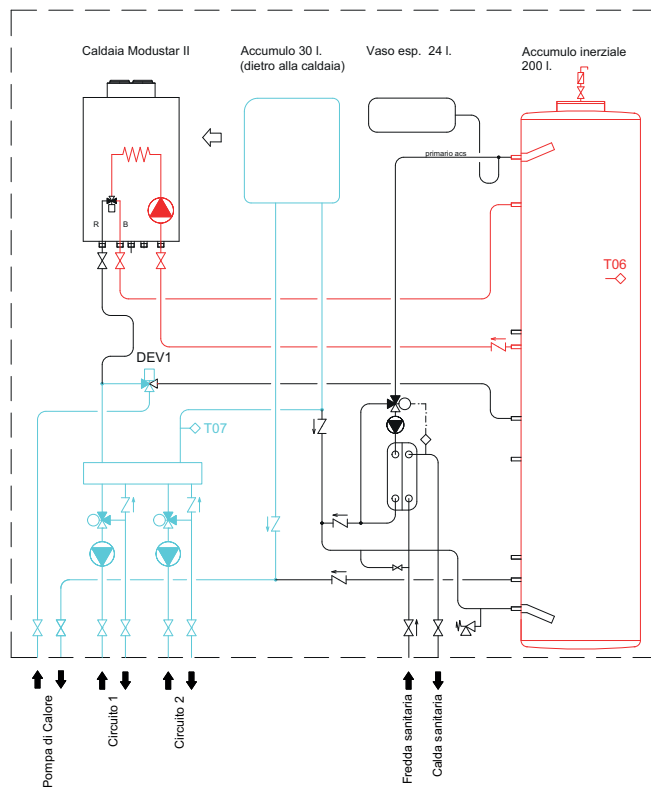 Caldaia Modustar II
Accumulo 30 l.
(dietro alla caldaia)
Vaso esp. 24 l.
Accumulo inerziale
200 l.
primario acs
R
B
T06
DEV1
T07
Pompa di Calore
Circuito 1
Circuito 2
Fredda sanitaria
Calda sanitaria